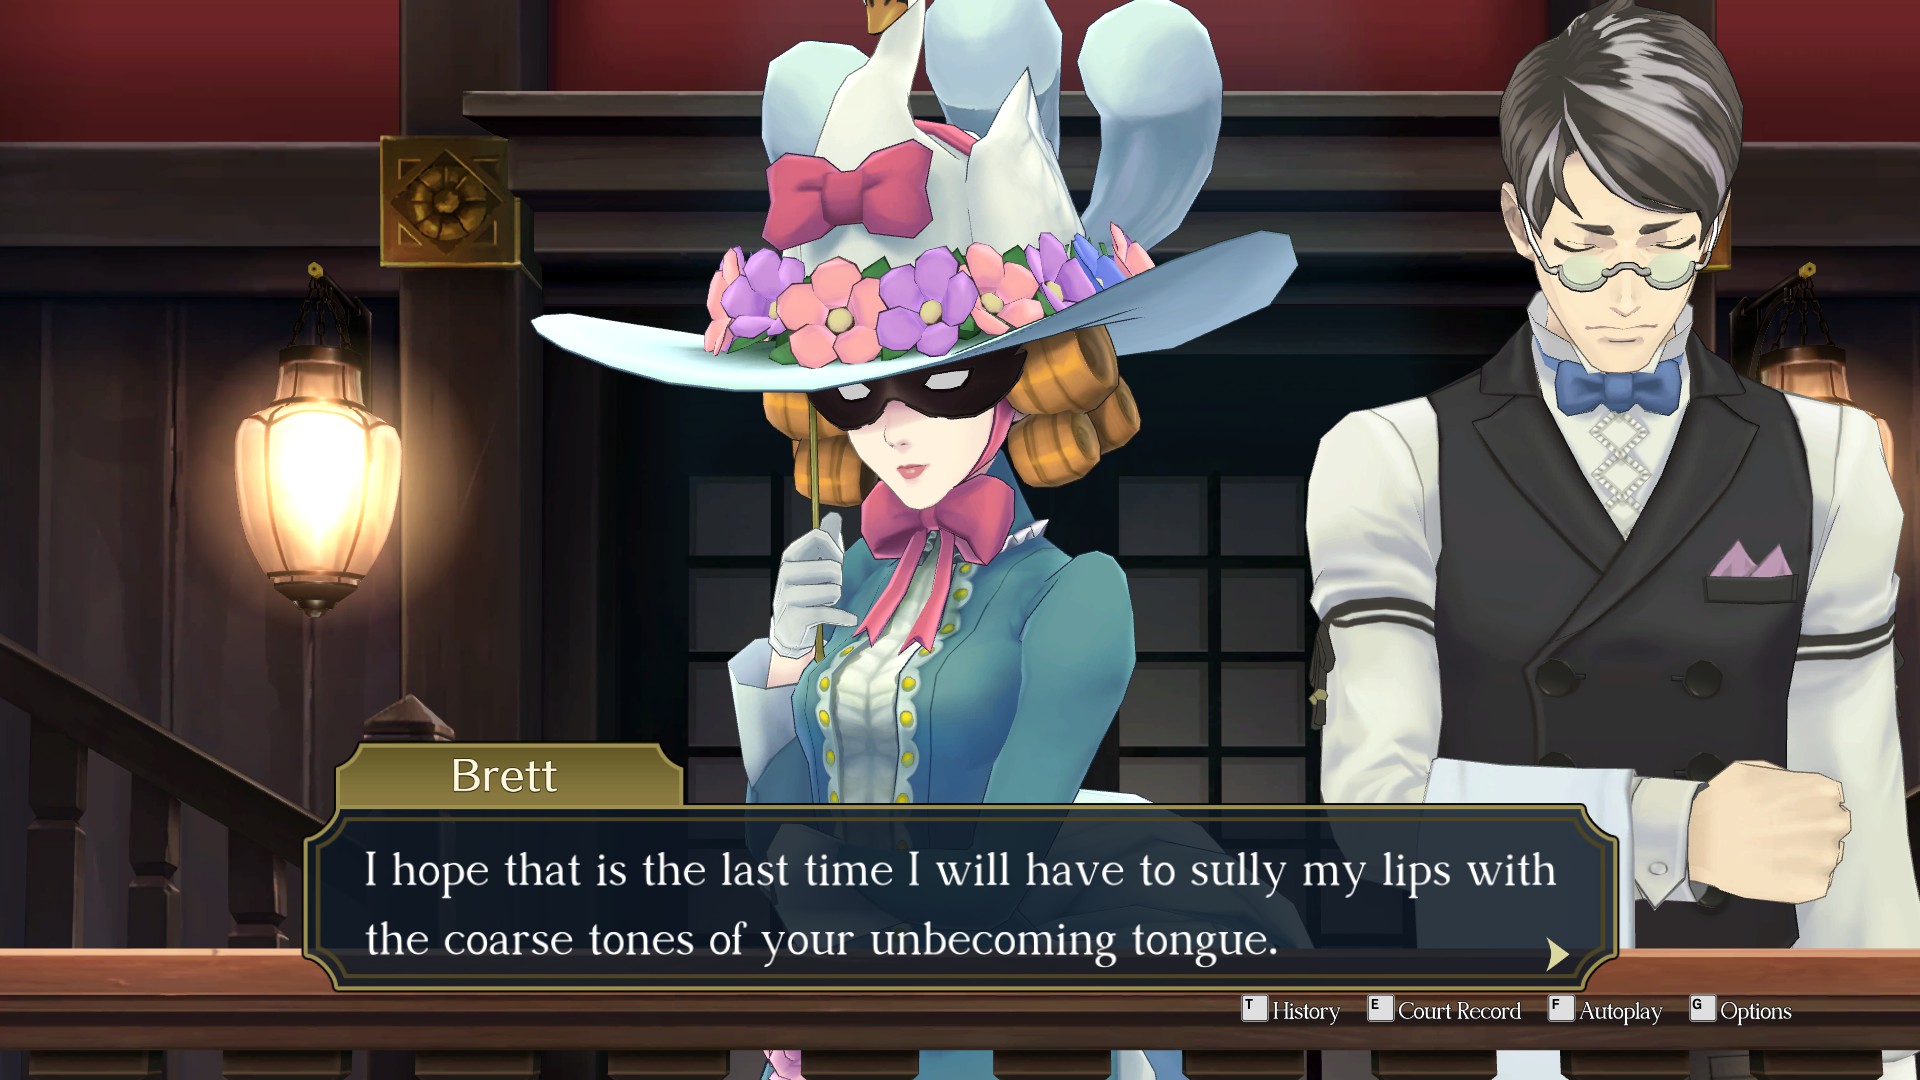 Brett
I hope that is the last time I will have to sully my lips with
the coarse tones of your unbecoming tongue.
T History E Court Record F Autoplay G Options